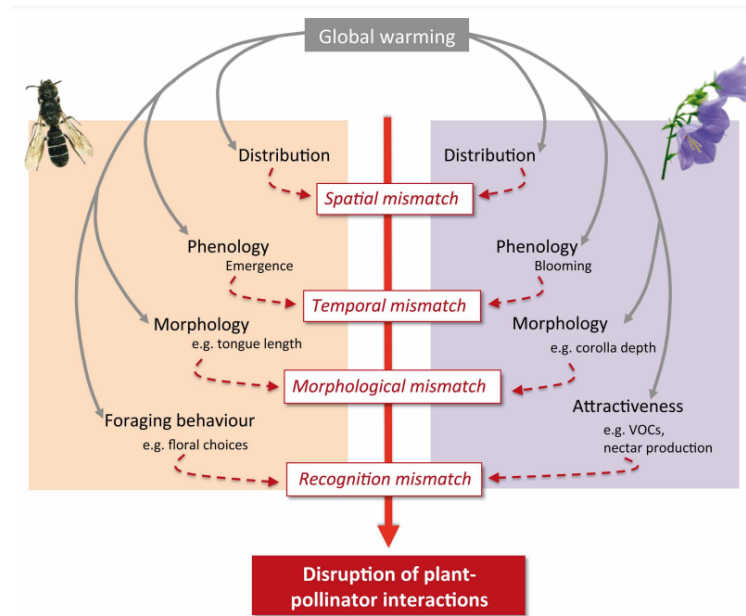 Global warming
Distribution
Distribution
Spatial mismatch
Phenology
Emergence
Phenology
Blooming
Temporal mismatch
Morphology
e.g. tongue length
Morphology
e.g. corolla depth
Morphological mismatch
Foraging behaviour
e.g. floral choices
Attractiveness
e.g. VOCs,
nectar production
Recognition mismatch
Disruption of plant-
pollinator interactions